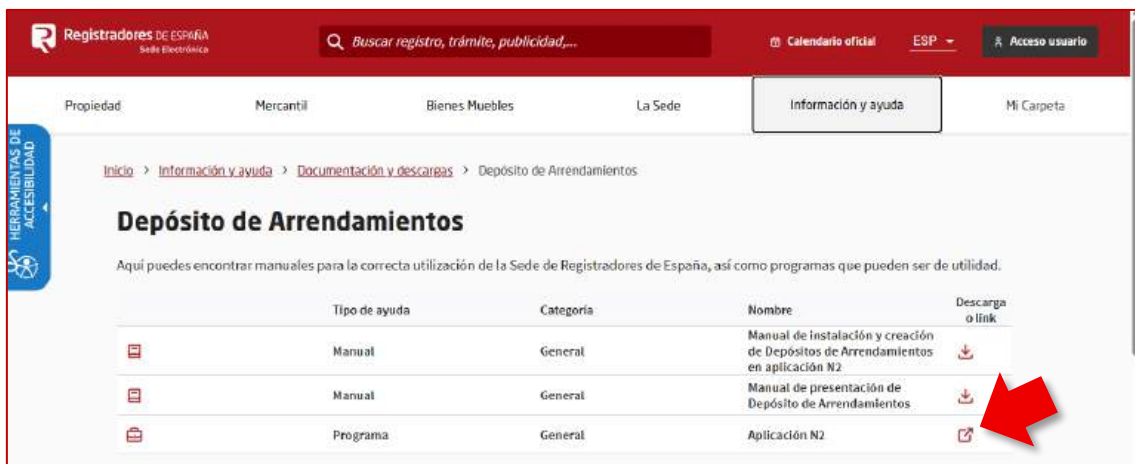 Registradores DE ESPAÑA
Sede Electrónica
Buscar registro, trámite, publicidad,...
Calendario oficial
ESP
Acceso usuario
Propiedad
Mercantil
Bienes Muebles
La Sede
Información y ayuda
Mi Carpeta
HERRAMIENTAS DE
ACCESIBILIDAD
Inicio > Información y ayuda > Documentación y descargas > Depósito de Arrendamientos
Depósito de Arrendamientos
Aquí puedes encontrar manuales para la correcta utilización de la Sede de Registradores de España, así como programas que pueden ser de utilidad.
Tipo de ayuda
Categoría
Nombre
Descarga
o link
Manual
General
Manual de instalación y creación
de Depósitos de Arrendamientos
en aplicación N2
Manual
General
Manual de presentación de
Depósito de Arrendamientos
Programa
General
Aplicación N2